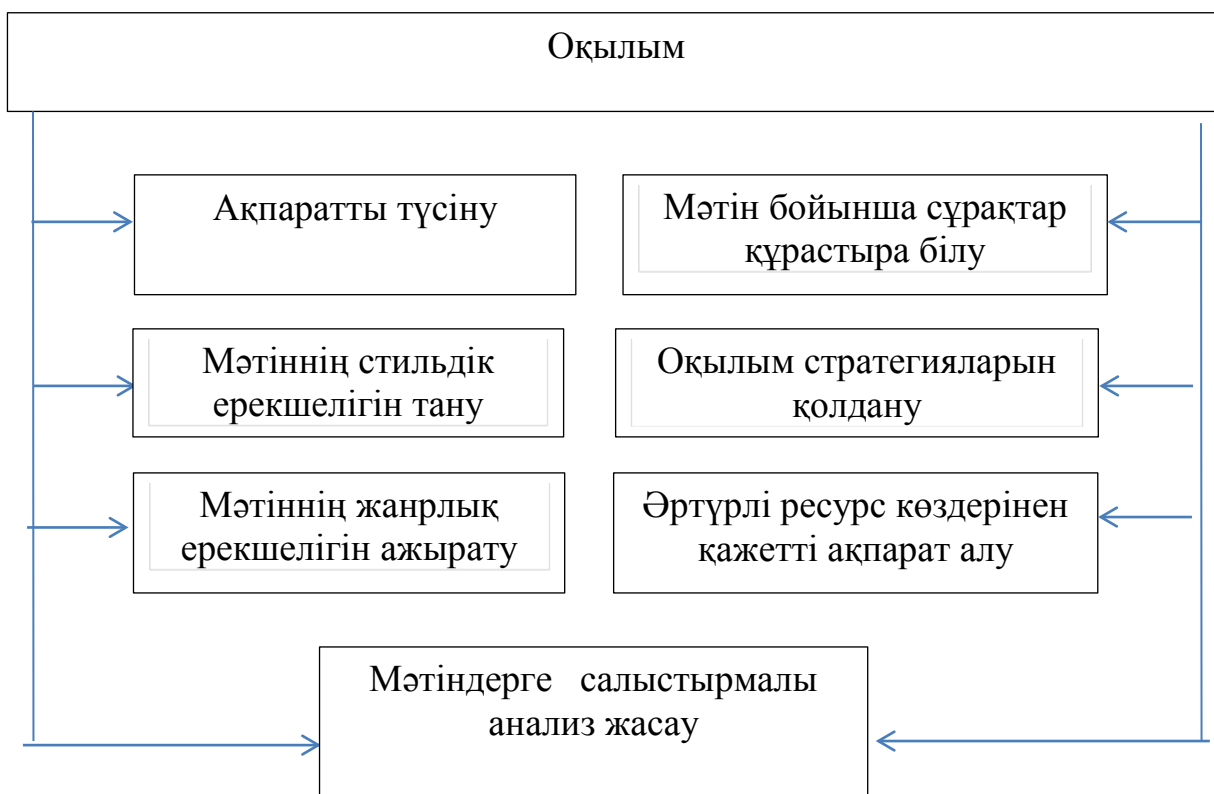 Оқылым
Ақпаратты түсіну
Мәтін бойынша сұрақтар
құрастыра білу
Мәтіннің стильдік
ерекшелігін тану
Оқылым стратегияларын
қолдану
Мәтіннің жанрлық
ерекшелігін ажырату
Әртүрлі ресурс көздерінен
қажетті ақпарат алу
Мәтіндерге салыстырмалы
анализ жасау